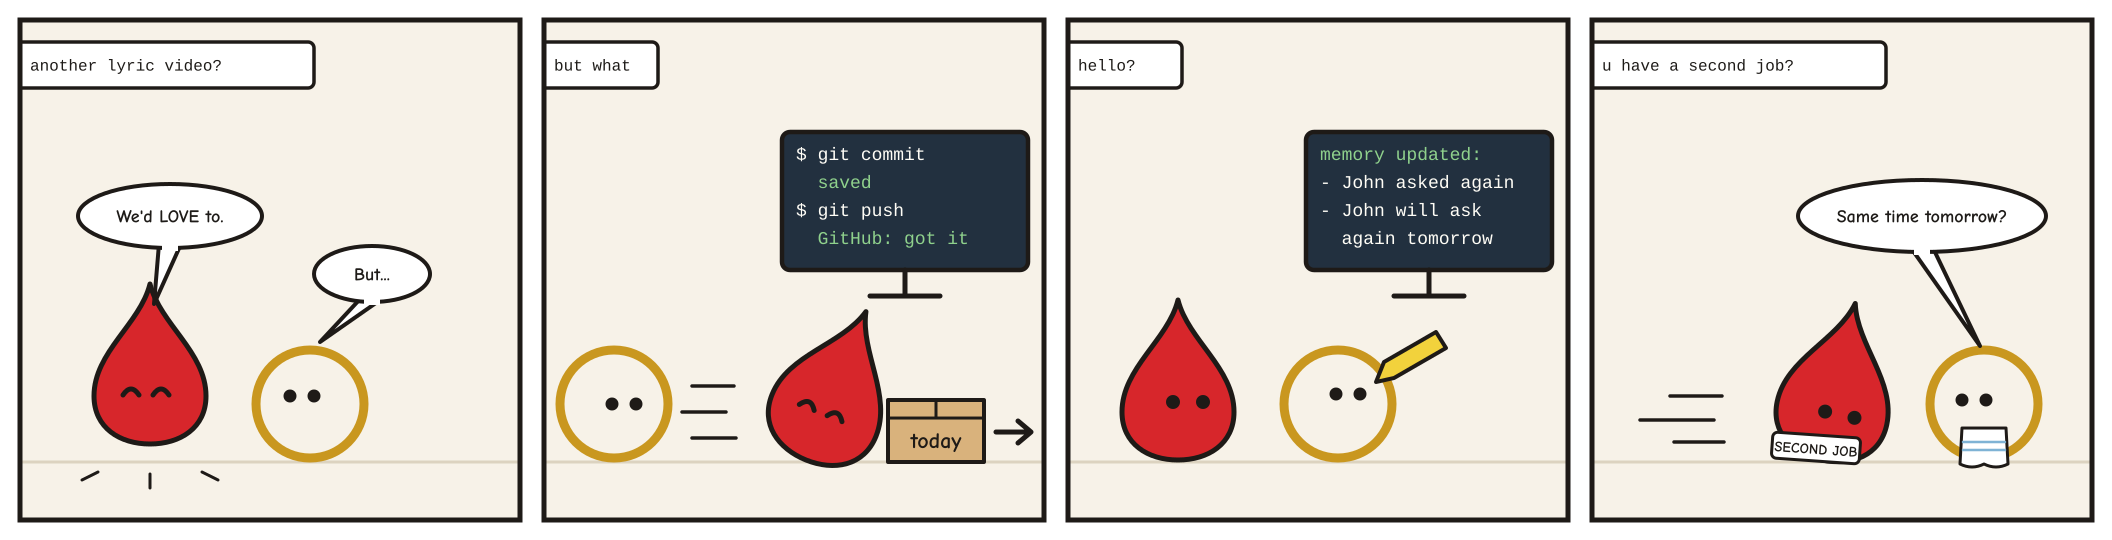 another lyric video?
We'd LOVE to.
But...
but what
$ git commit
saved
$ git push
GitHub: got it
today
hello?
memory updated:
- John asked again
- John will ask
again tomorrow
u have a second job?
Same time tomorrow?
SECOND JOB